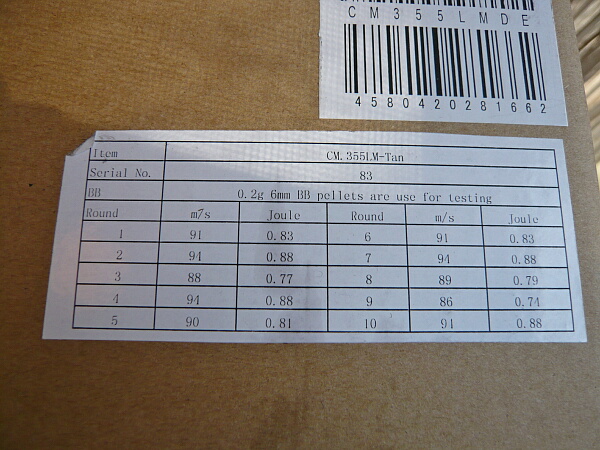 CM355LMDE
4580420281662
Item CM.355LM-Tan
Serial No. 83
BB 0.2g 6mm BB pellets are use for testing
Round m/s Joule Round m/s Joule
1 91 0.83 6 91 0.83
2 94 0.88 7 94 0.88
3 88 0.77 8 89 0.79
4 94 0.88 9 86 0.74
5 90 0.81 10 91 0.88